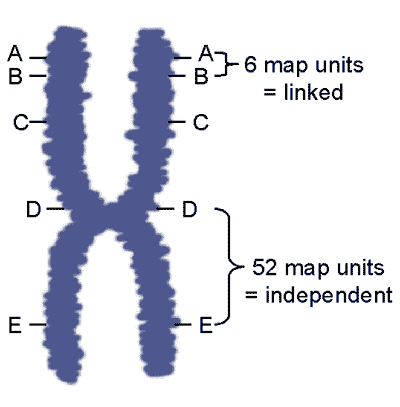 A A
B B
6 map units
= linked
C C
D D
52 map units
= independent
E E